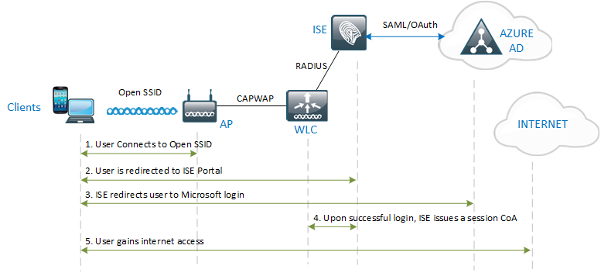 ISE
SAML/OAuth
AZURE
AD
RADIUS
Open SSID
CAPWAP
Clients
AP
WLC
INTERNET
1. User Connects to Open SSID
2. User is redirected to ISE Portal
3. ISE redirects user to Microsoft login
4. Upon successful login, ISE issues a session CoA
5. User gains internet access